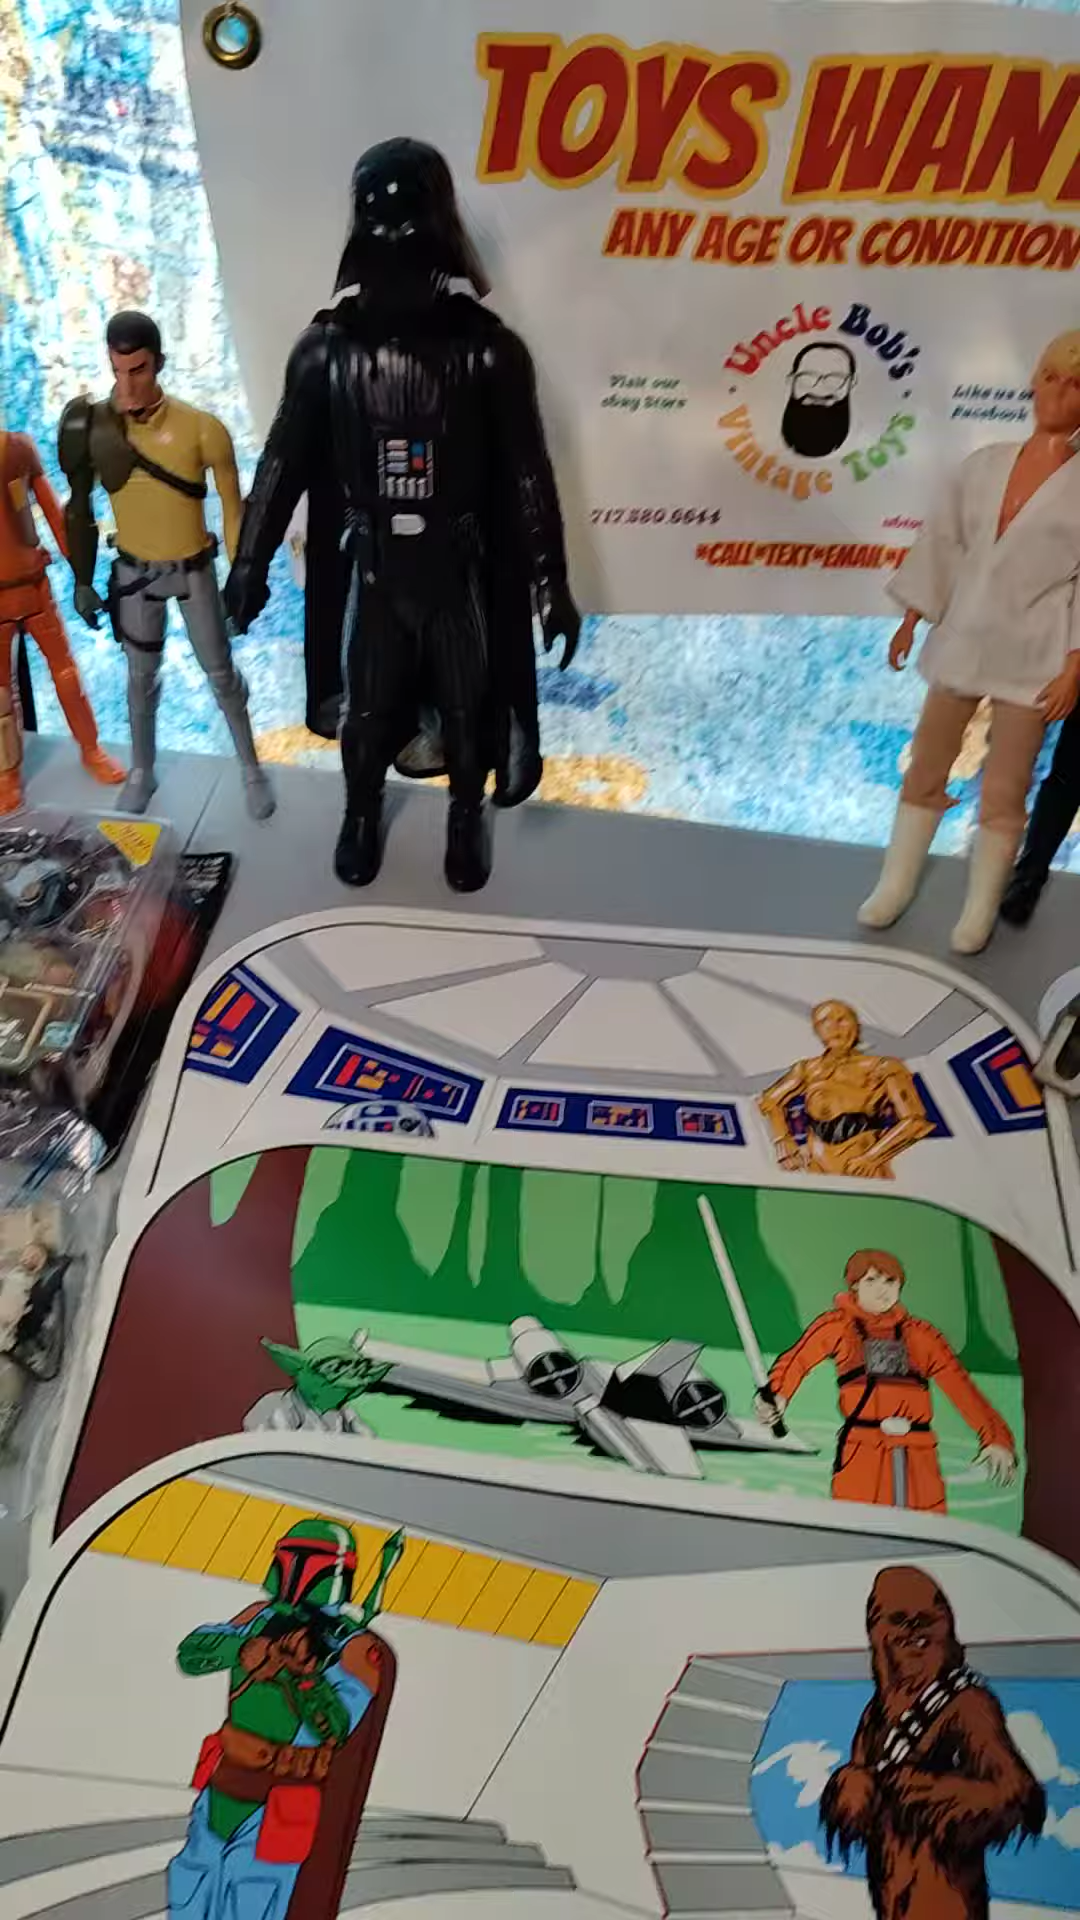 TOYS WAN
ANY AGE OR CONDITION
Uncle Bob's
Visit our
ebay Store
Like us on
Facebook
Vintage Toys
717.580.6644
*CALL*TEXT*EMAIL*